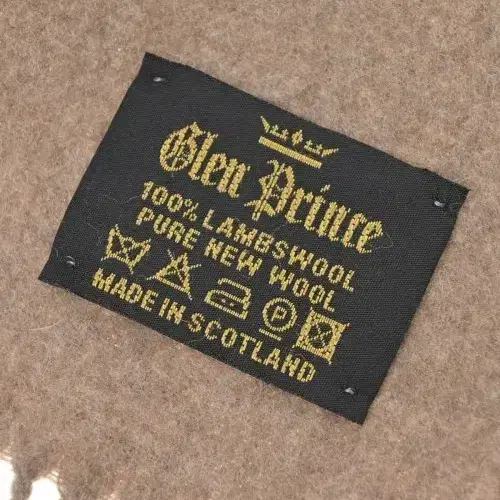 Glen Prince
100% LAMBSWOOL
PURE NEW WOOL
P
MADE IN SCOTLAND